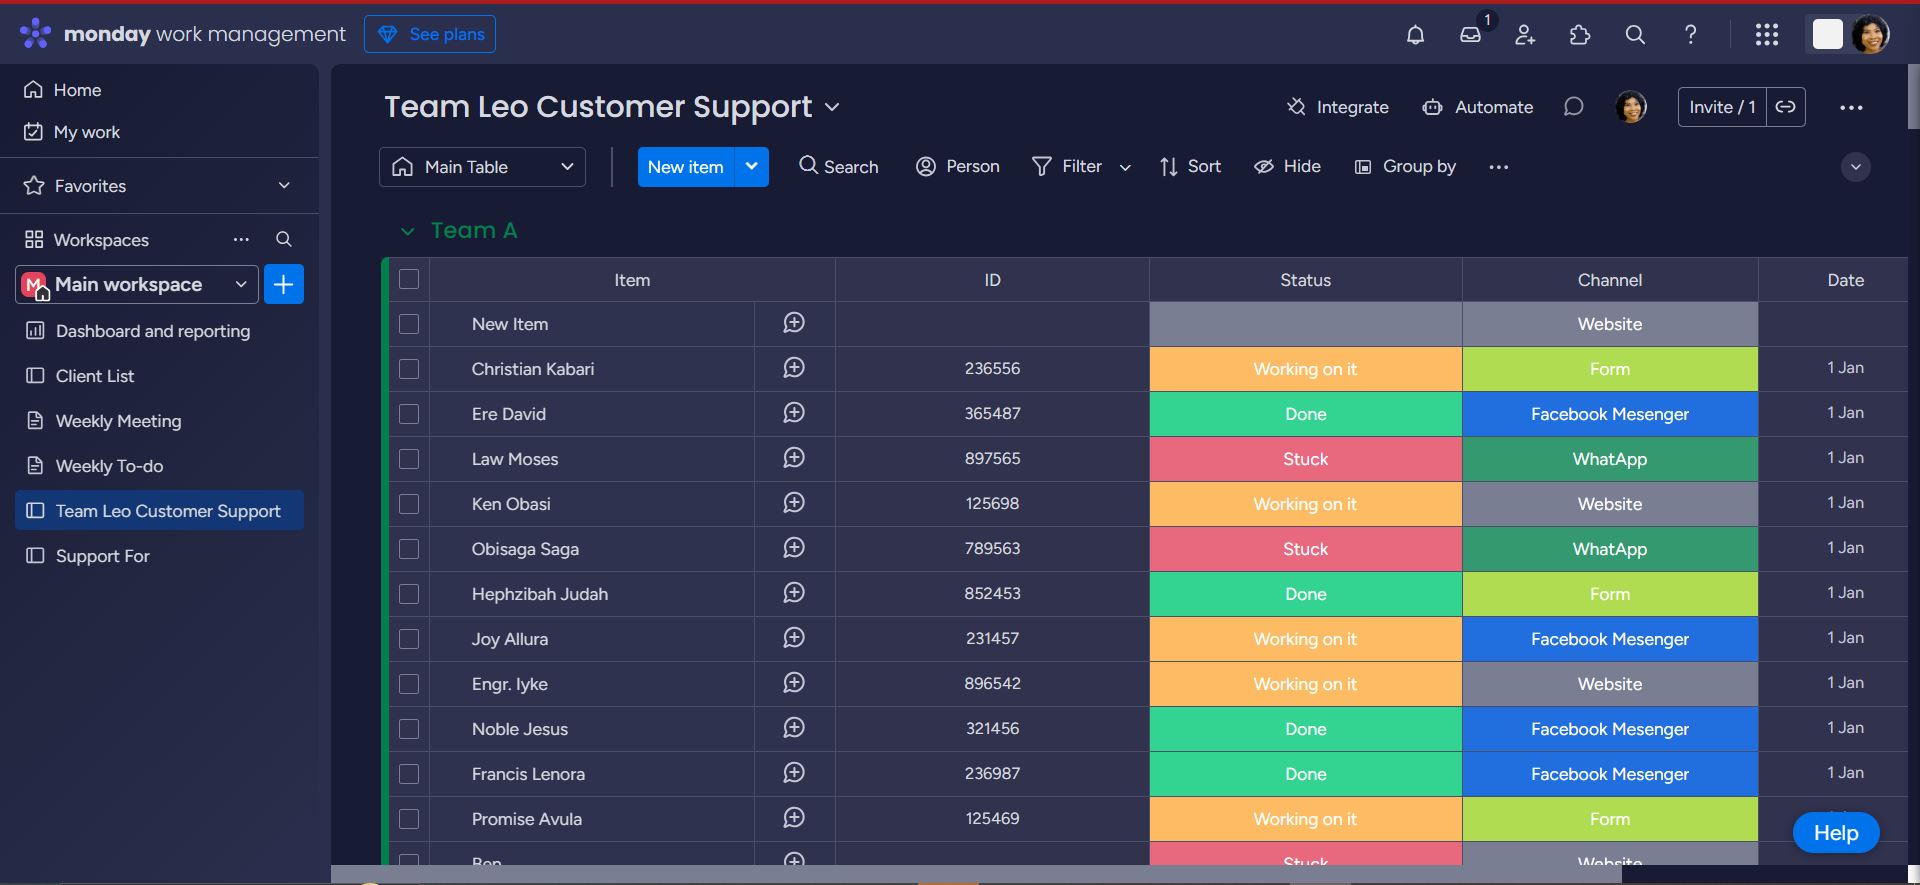 monday work management
See plans
1
Home
My work
Favorites
Workspaces
M Main workspace
Dashboard and reporting
Client List
Weekly Meeting
Weekly To-do
Team Leo Customer Support
Support For
Team Leo Customer Support
Integrate
Automate
Invite / 1
Main Table
New item
Search
Person
Filter
Sort
Hide
Group by
Team A
Item ID Status Channel Date
New Item Website
Christian Kabari 236556 Working on it Form 1 Jan
Ere David 365487 Done Facebook Mesenger 1 Jan
Law Moses 897565 Stuck WhatApp 1 Jan
Ken Obasi 125698 Working on it Website 1 Jan
Obisaga Saga 789563 Stuck WhatApp 1 Jan
Hephzibah Judah 852453 Done Form 1 Jan
Joy Allura 231457 Working on it Facebook Mesenger 1 Jan
Engr. Iyke 896542 Working on it Website 1 Jan
Noble Jesus 321456 Done Facebook Mesenger 1 Jan
Francis Lenora 236987 Done Facebook Mesenger 1 Jan
Promise Avula 125469 Working on it Form
Ben Stuck Website
Help